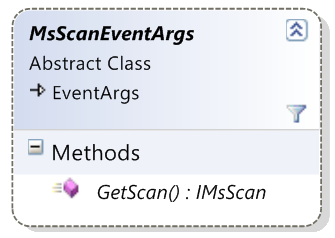 MsScanEventArgs
Abstract Class
EventArgs
Methods
GetScan() : IMsScan